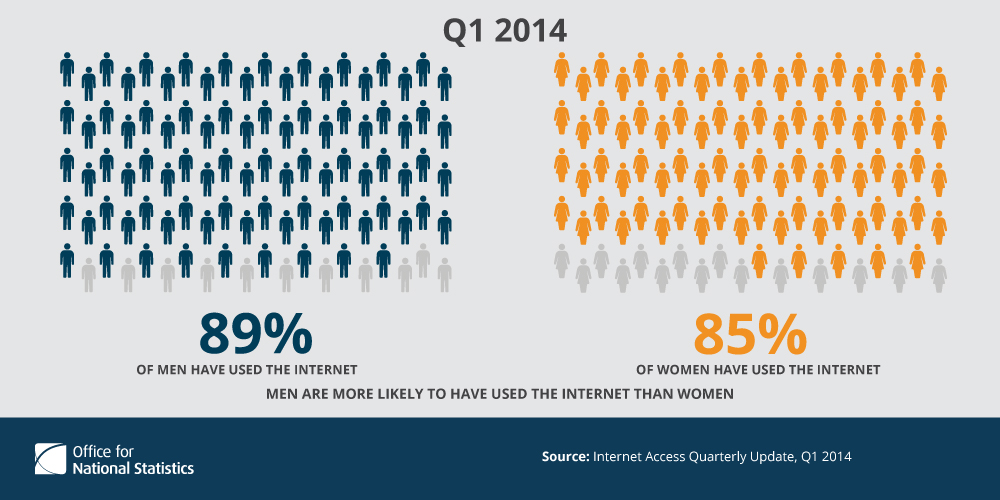 Q1 2014
89%
OF MEN HAVE USED THE INTERNET
85%
OF WOMEN HAVE USED THE INTERNET
MEN ARE MORE LIKELY TO HAVE USED THE INTERNET THAN WOMEN
Office for
National Statistics
Source: Internet Access Quarterly Update, Q1 2014